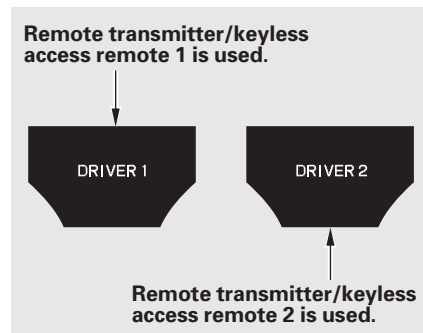 Remote transmitter/keyless
access remote 1 is used.
DRIVER 1
DRIVER 2
Remote transmitter/keyless
access remote 2 is used.